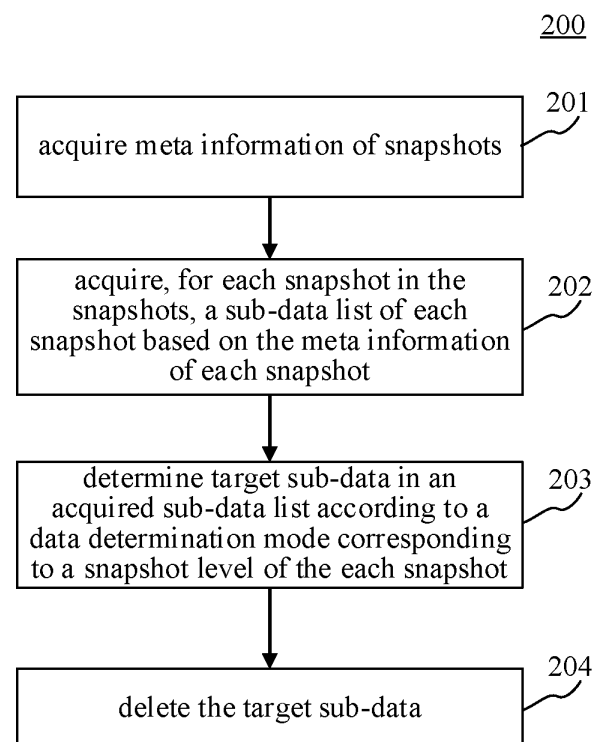 200
201
acquire meta information of snapshots
202
acquire, for each snapshot in the
snapshots, a sub-data list of each
snapshot based on the meta information
of each snapshot
203
determine target sub-data in an
acquired sub-data list according to a
data determination mode corresponding
to a snapshot level of the each snapshot
204
delete the target sub-data